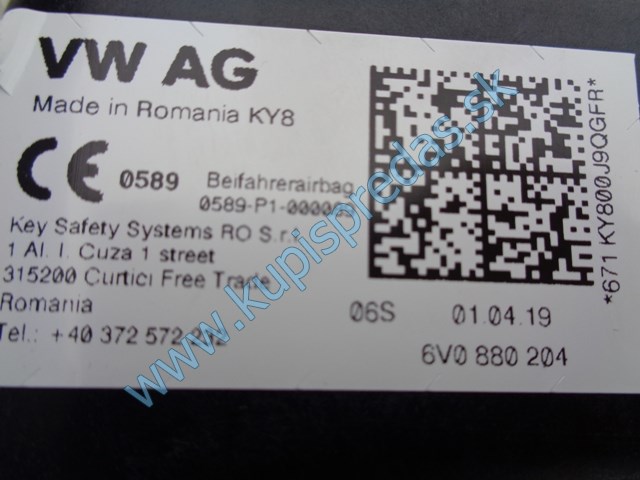 VW AG
Made in Romania KY8
CE 0589 Beifahrerairbag
0589-P1-000063
Key Safety Systems RO S.r.
1 Al. I. Cuza 1 street
315200 Curtici Free Trade
Romania
Tel.: +40 372 572
06S 01.04.19
6V0 880 204
*671 KY800J9QGFR*
www.kupispredas.sk